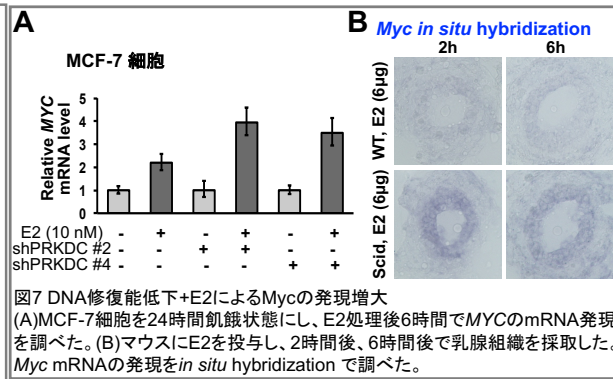 A
MCF-7 細胞
Relative MYC
mRNA level
5
4
3
2
1
0
E2 (10 nM) - + - + - +
shPRKDC #2 - - + + - -
shPRKDC #4 - - - - + +
B
Myc in situ hybridization
2h 6h
WT, E2 (6μg)
Scid, E2 (6μg)
図7 DNA修復能低下+E2によるMycの発現増大
(A)MCF-7細胞を24時間飢餓状態にし、E2処理後6時間でMYCのmRNA発現
を調べた。(B)マウスにE2を投与し、2時間後、6時間後で乳腺組織を採取した。
Myc mRNAの発現をin situ hybridization で調べた。